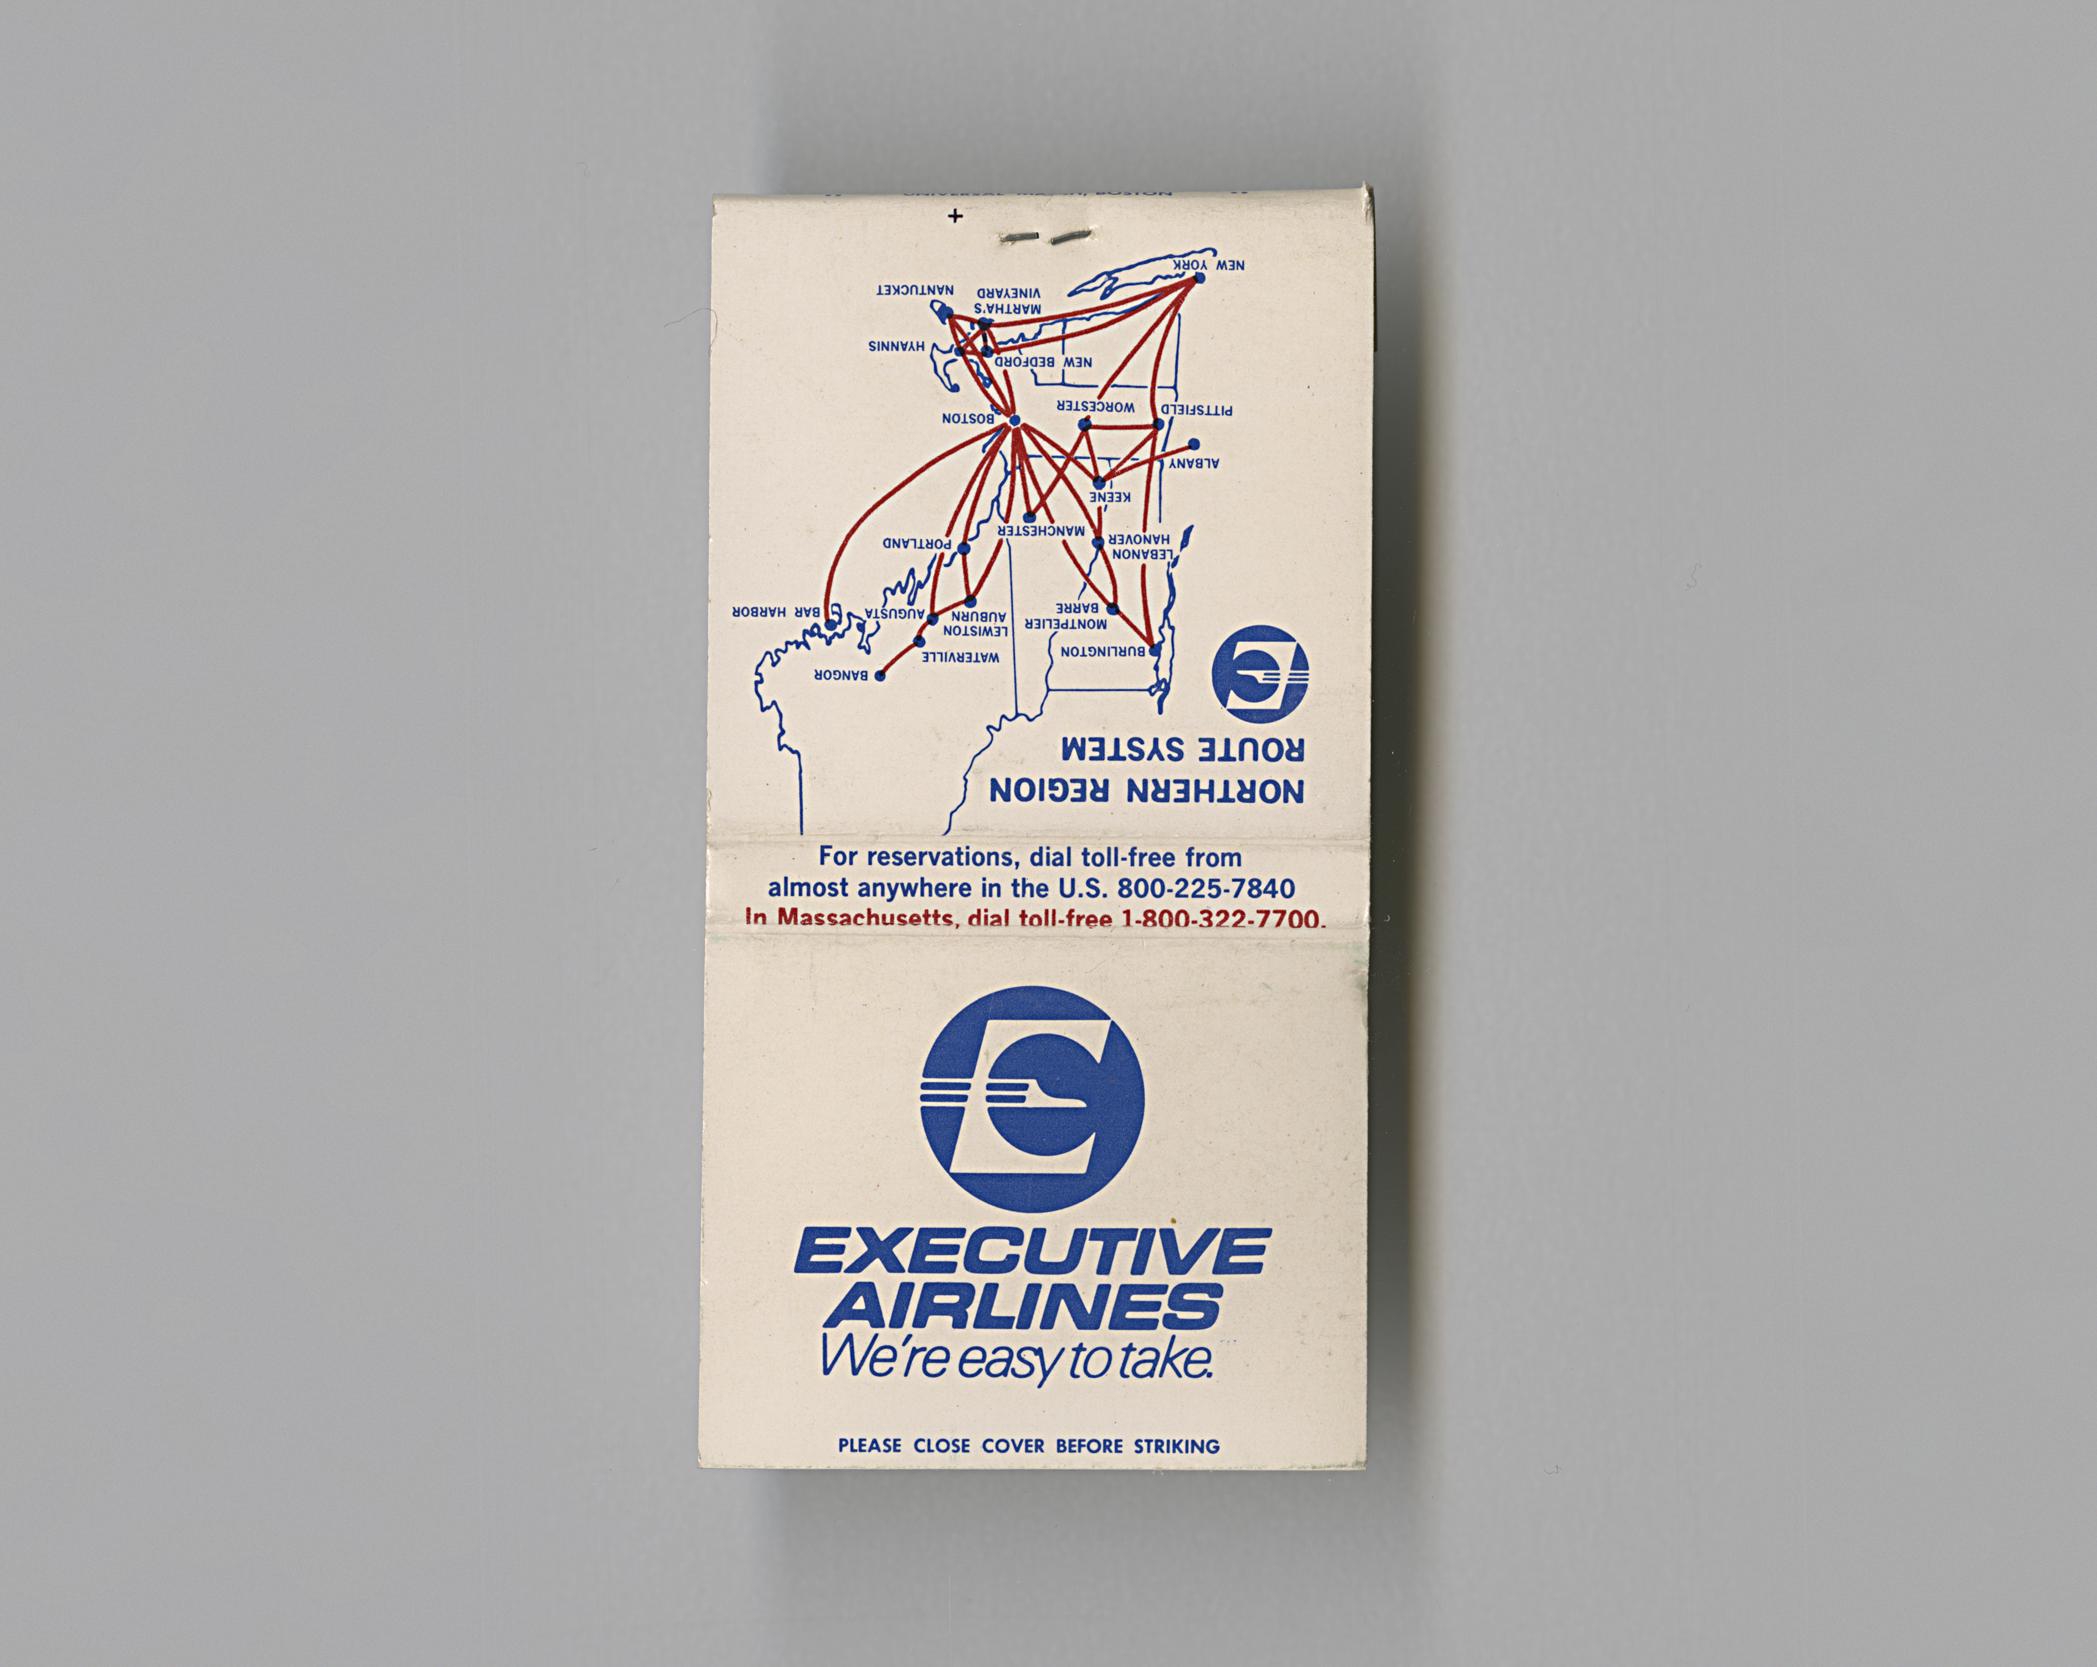 UNIVERSAL MATCH, BOSTON
+
NORTHERN REGION
ROUTE SYSTEM
BURLINGTON
BANGOR
WATERVILLE
MONTPELIER
BARRE
LEWISTON
AUBURN
AUGUSTA
BAR HARBOR
LEBANON
HANOVER
PORTLAND
MANCHESTER
KEENE
ALBANY
PITTSFIELD
WORCESTER
BOSTON
NEW BEDFORD
HYANNIS
MARTHA'S
VINEYARD
NANTUCKET
NEW YORK
For reservations, dial toll-free from
almost anywhere in the U.S. 800-225-7840
In Massachusetts, dial toll-free 1-800-322-7700.
EXECUTIVE
AIRLINES
We're easy to take.
PLEASE CLOSE COVER BEFORE STRIKING